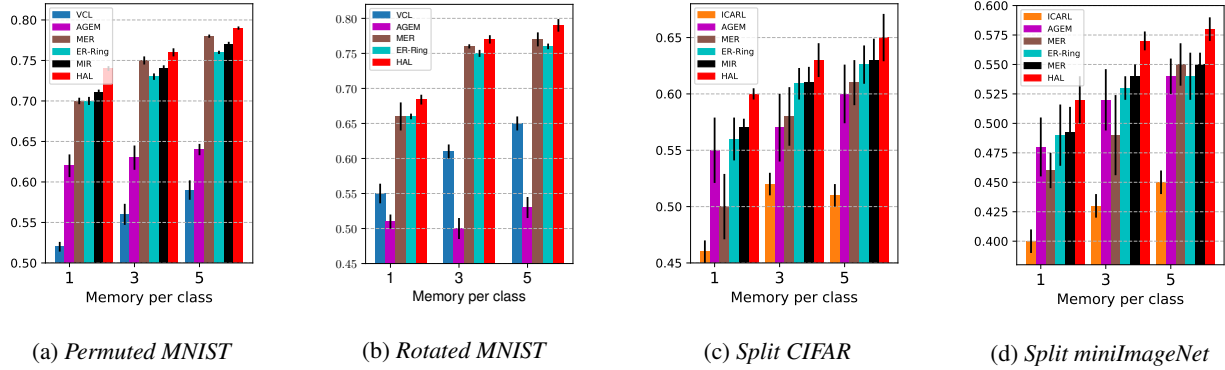 0.80
0.75
0.70
0.65
0.60
0.55
0.50
VCL
AGEM
MER
ER-Ring
MIR
HAL
1 3 5
Memory per class
(a) Permuted MNIST
0.80
0.75
0.70
0.65
0.60
0.55
0.50
0.45
VCL
AGEM
MER
ER-Ring
HAL
1 3 5
Memory per class
(b) Rotated MNIST
0.65
0.60
0.55
0.50
0.45
ICARL
AGEM
MER
ER-Ring
MIR
HAL
1 3 5
Memory per class
(c) Split CIFAR
0.600
0.575
0.550
0.525
0.500
0.475
0.450
0.425
0.400
ICARL
AGEM
MER
ER-Ring
MER
HAL
1 3 5
Memory per class
(d) Split miniImageNet